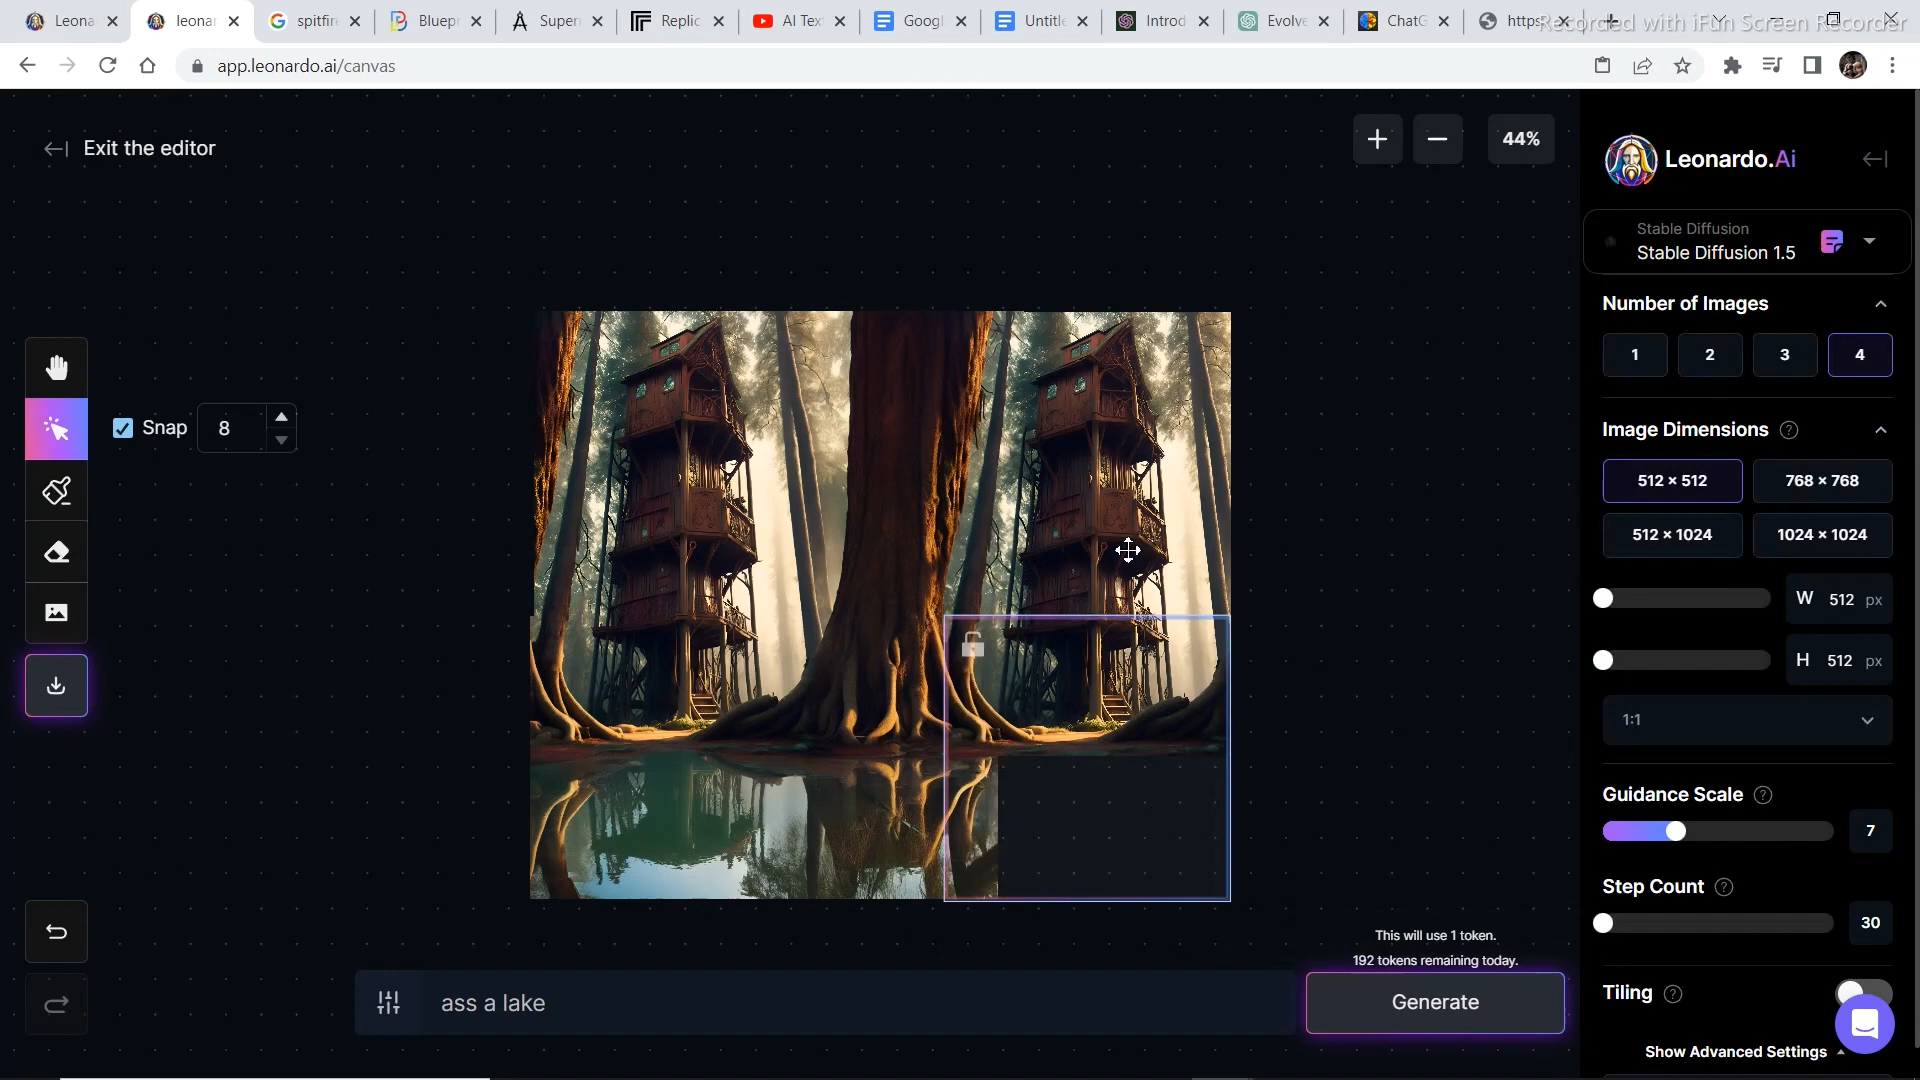 Leona
leonar
spitfire
Bluepr
Super
Replic
AI Tex
Googl
Untitle
Introd
Evolve
ChatG
https
Recorded with iFun Screen Recorder
app.leonardo.ai/canvas
Exit the editor
44%
Leonardo.Ai
Stable Diffusion
Stable Diffusion 1.5
Number of Images
1
2
3
4
Snap
8
Image Dimensions
512 × 512
768 × 768
512 × 1024
1024 × 1024
W 512 px
H 512 px
1:1
Guidance Scale
7
Step Count
30
This will use 1 token.
192 tokens remaining today.
ass a lake
Generate
Tiling
Show Advanced Settings